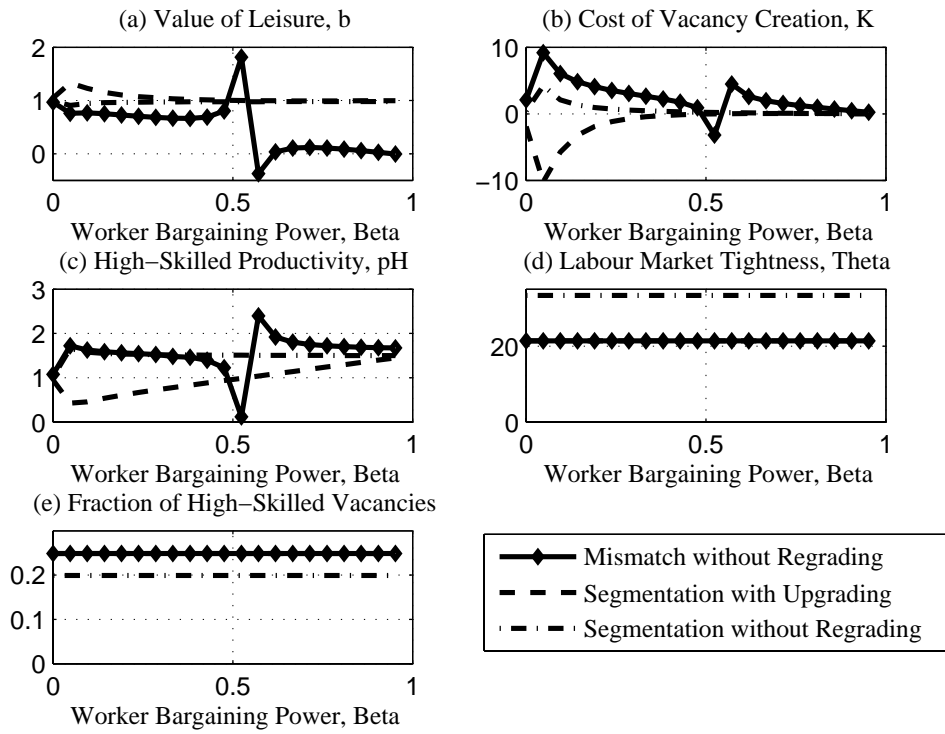 (a) Value of Leisure, b
2
1
0
0
0.5
1
Worker Bargaining Power, Beta
(b) Cost of Vacancy Creation, K
10
0
−10
0
0.5
1
Worker Bargaining Power, Beta
(c) High−Skilled Productivity, pH
3
2
1
0
0
0.5
1
Worker Bargaining Power, Beta
(d) Labour Market Tightness, Theta
20
0
0
0.5
1
Worker Bargaining Power, Beta
(e) Fraction of High−Skilled Vacancies
0.2
0.1
0
0
0.5
1
Worker Bargaining Power, Beta
Mismatch without Regrading
Segmentation with Upgrading
Segmentation without Regrading